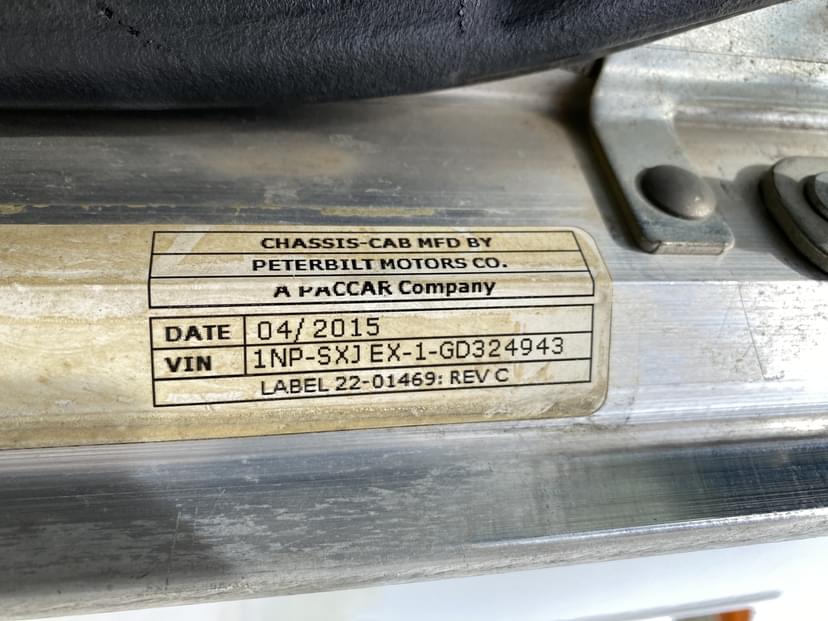 CHASSIS-CAB MFD BY
PETERBILT MOTORS CO.
A PACCAR Company
DATE 04/2015
VIN 1NP-SXJ EX-1-GD324943
LABEL 22-01469: REV C